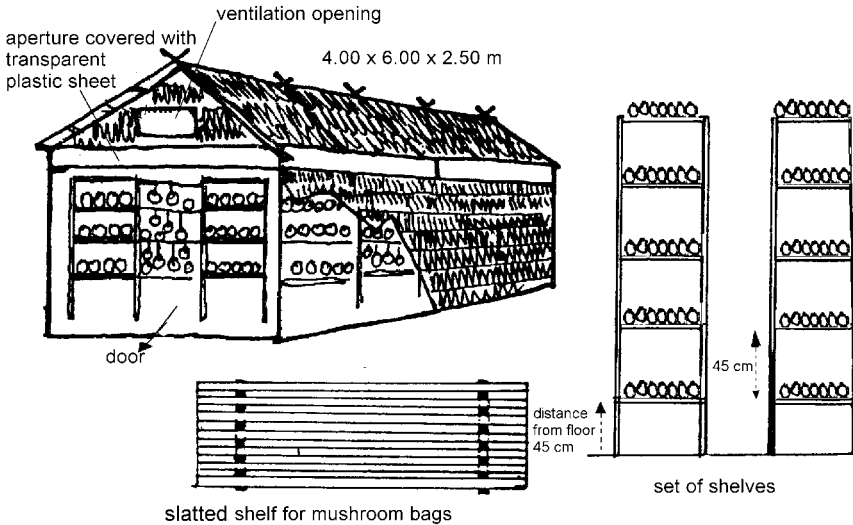 ventilation opening
aperture covered with
transparent
plastic sheet
4.00 x 6.00 x 2.50 m
door
45 cm
distance
from floor
45 cm
set of shelves
slatted shelf for mushroom bags